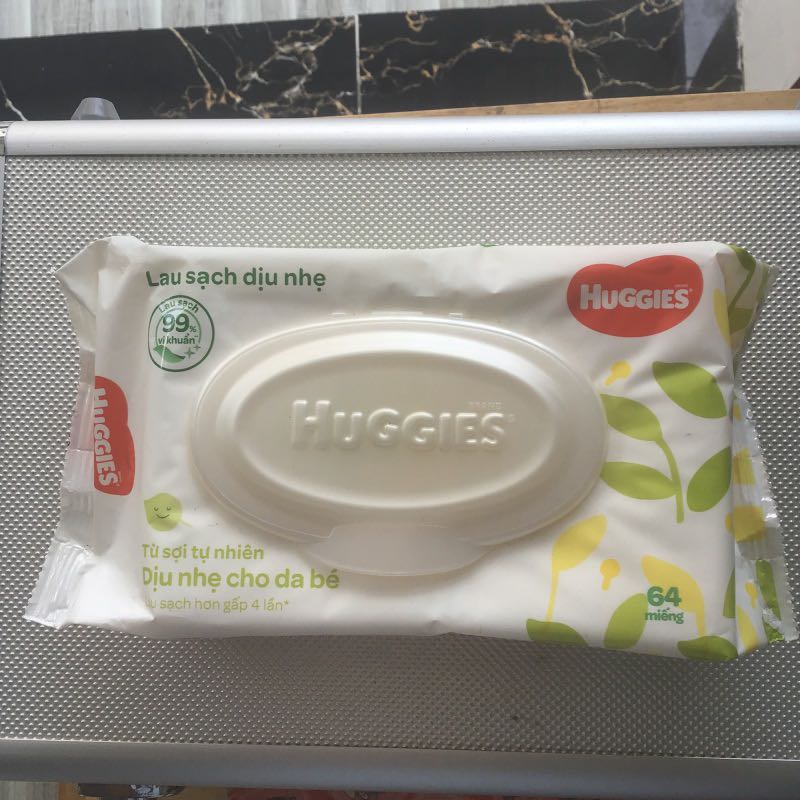 Lau sạch dịu nhẹ
Lau sạch
99%
vi khuẩn
HUGGIES
HUGGIES
HUGGIES
Từ sợi tự nhiên
Dịu nhẹ cho da bé
sạch hơn gấp 4 lần*
64
miếng